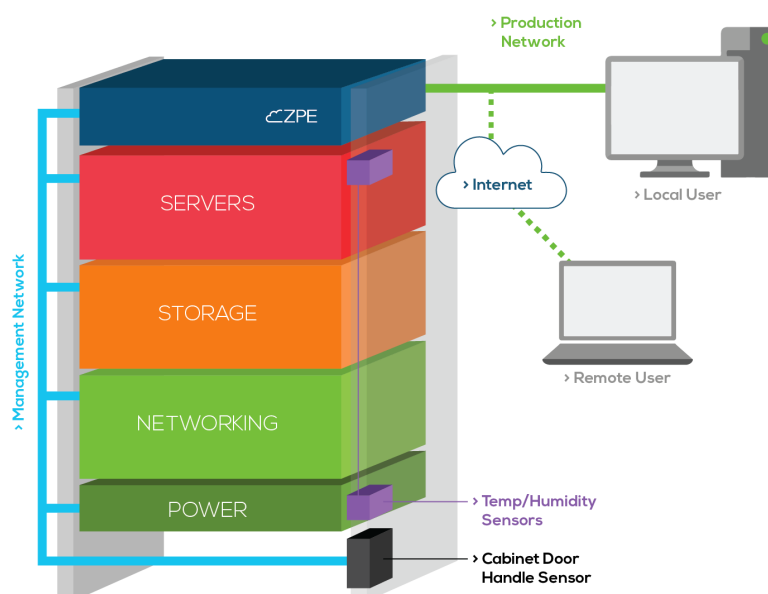 > Production
Network
ZPE
> Internet
SERVERS
> Local User
> Management Network
STORAGE
> Remote User
NETWORKING
POWER
> Temp/Humidity
Sensors
> Cabinet Door
Handle Sensor